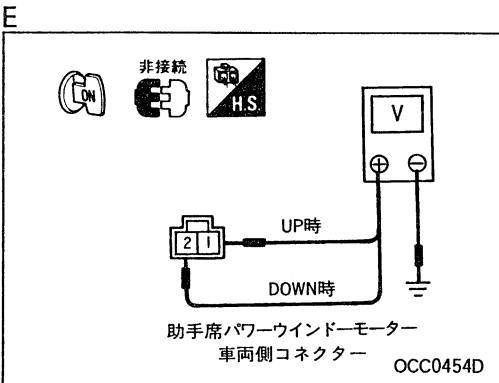 E
ON
非接続
H.S.
V
⊕ ⊖
2 1
UP時
DOWN時
助手席パワーウインドーモーター
車両側コネクター
OCC0454D